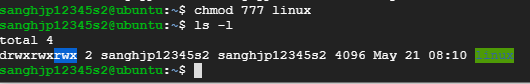 sanghjp12345s2@ubuntu:~$ chmod 777 linux
sanghjp12345s2@ubuntu:~$ ls -l
total 4
drwxrwxrwx 2 sanghjp12345s2 sanghjp12345s2 4096 May 21 08:10 linux
sanghjp12345s2@ubuntu:~$